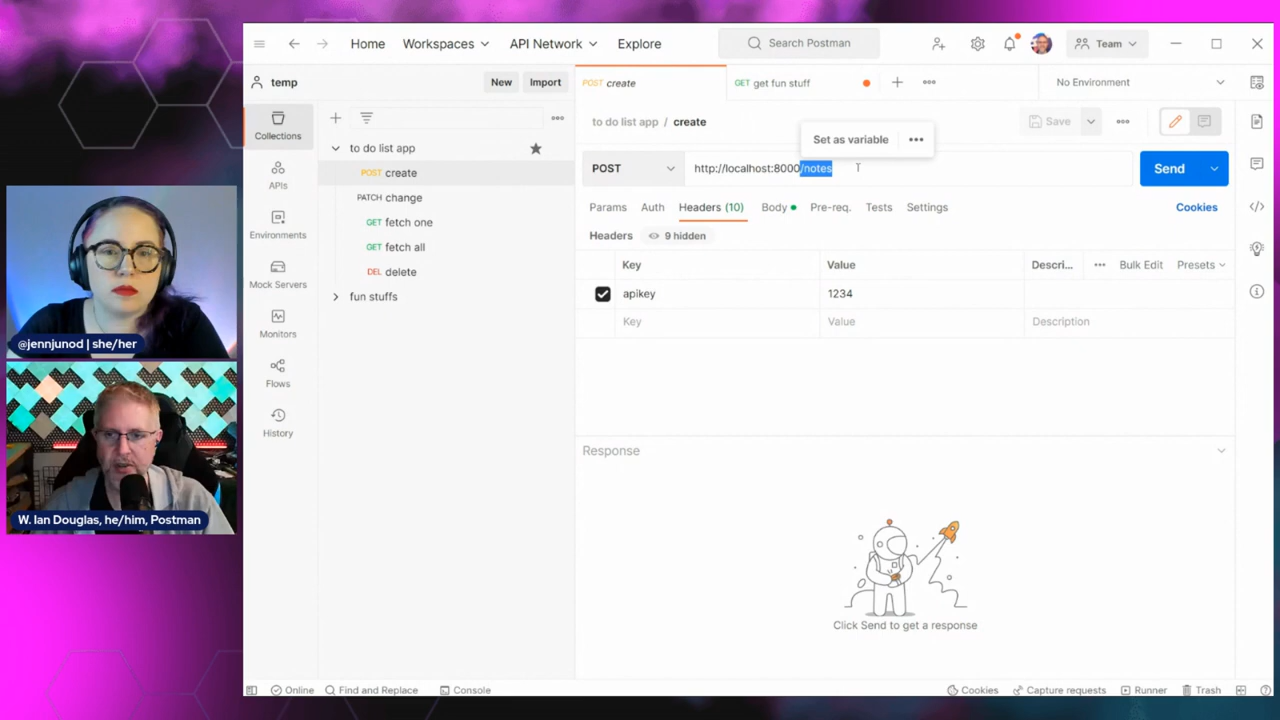 Home
Workspaces
API Network
Explore
Search Postman
Team
temp
New
Import
POST create
GET get fun stuff
No Environment
Collections
APIs
Environments
Mock Servers
Monitors
Flows
History
to do list app
POST create
PATCH change
GET fetch one
GET fetch all
DEL delete
fun stuffs
to do list app / create
Save
Set as variable
POST
http://localhost:8000/notes
Send
Params
Auth
Headers (10)
Body
Pre-req.
Tests
Settings
Cookies
Headers
9 hidden
Key
Value
Descri...
Bulk Edit
Presets
apikey
1234
Key
Value
Description
Response
Click Send to get a response
@jennjunod | she/her
W. Ian Douglas, he/him, Postman
Online
Find and Replace
Console
Cookies
Capture requests
Runner
Trash